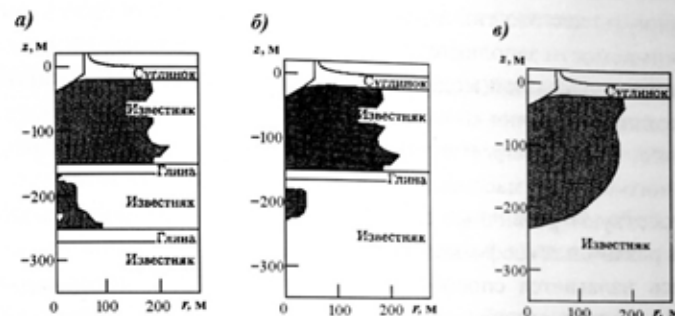 а)
z, м
0
−100
−200
−300
Суглинок
Известняк
Глина
Известняк
Глина
Известняк
0 100 200 r, м
б)
z, м
0
−100
−200
−300
Суглинок
Известняк
Глина
Известняк
0 100 200 r, м
в)
z, м
0
−100
−200
−300
Суглинок
Известняк
0 100 200 r, м